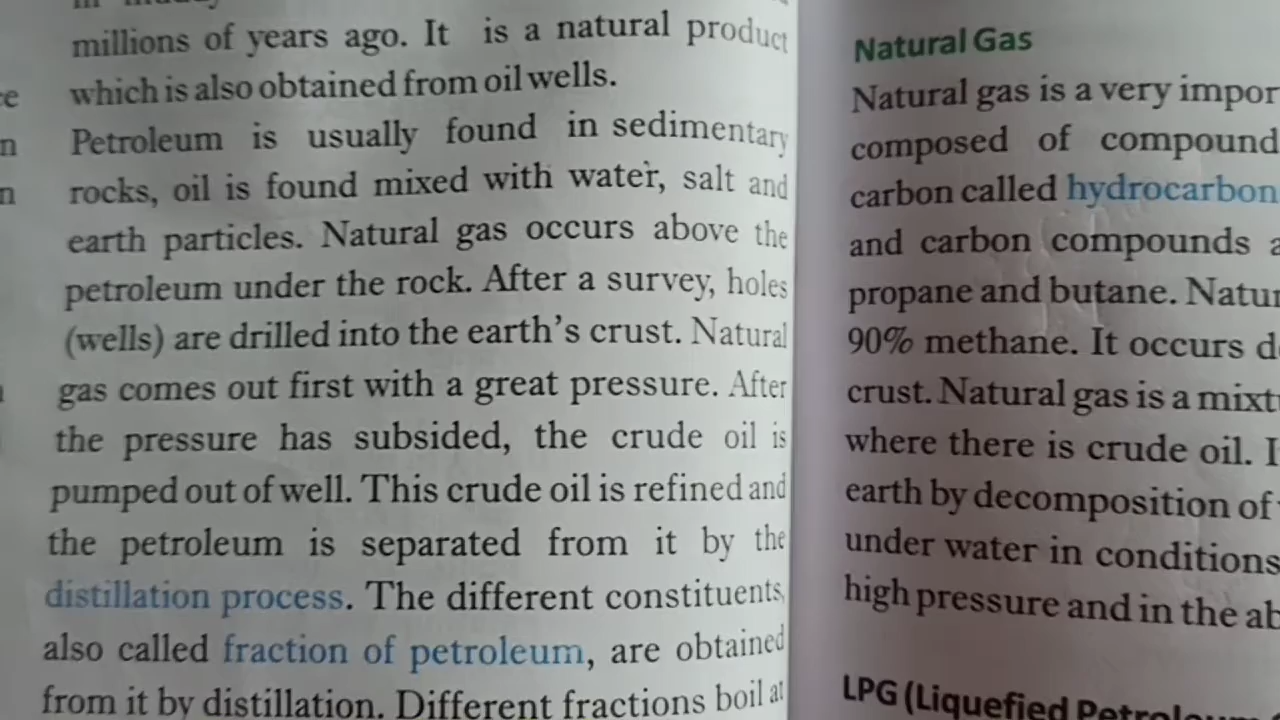 millions of years ago. It is a natural product
which is also obtained from oil wells.
Petroleum is usually found in sedimentary
rocks, oil is found mixed with water, salt and
earth particles. Natural gas occurs above the
petroleum under the rock. After a survey, holes
(wells) are drilled into the earth's crust. Natural
gas comes out first with a great pressure. After
the pressure has subsided, the crude oil is
pumped out of well. This crude oil is refined and
the petroleum is separated from it by the
distillation process. The different constituents,
also called fraction of petroleum, are obtained
from it by distillation. Different fractions boil at
Natural Gas
Natural gas is a very
composed of compound
carbon called hydrocarbon
and carbon compounds
propane and butane.
90% methane. It occurs
crust. Natural gas is a
where there is crude oil.
earth by decomposition of
under water in conditions
high pressure and in the
LPG (Liquefied